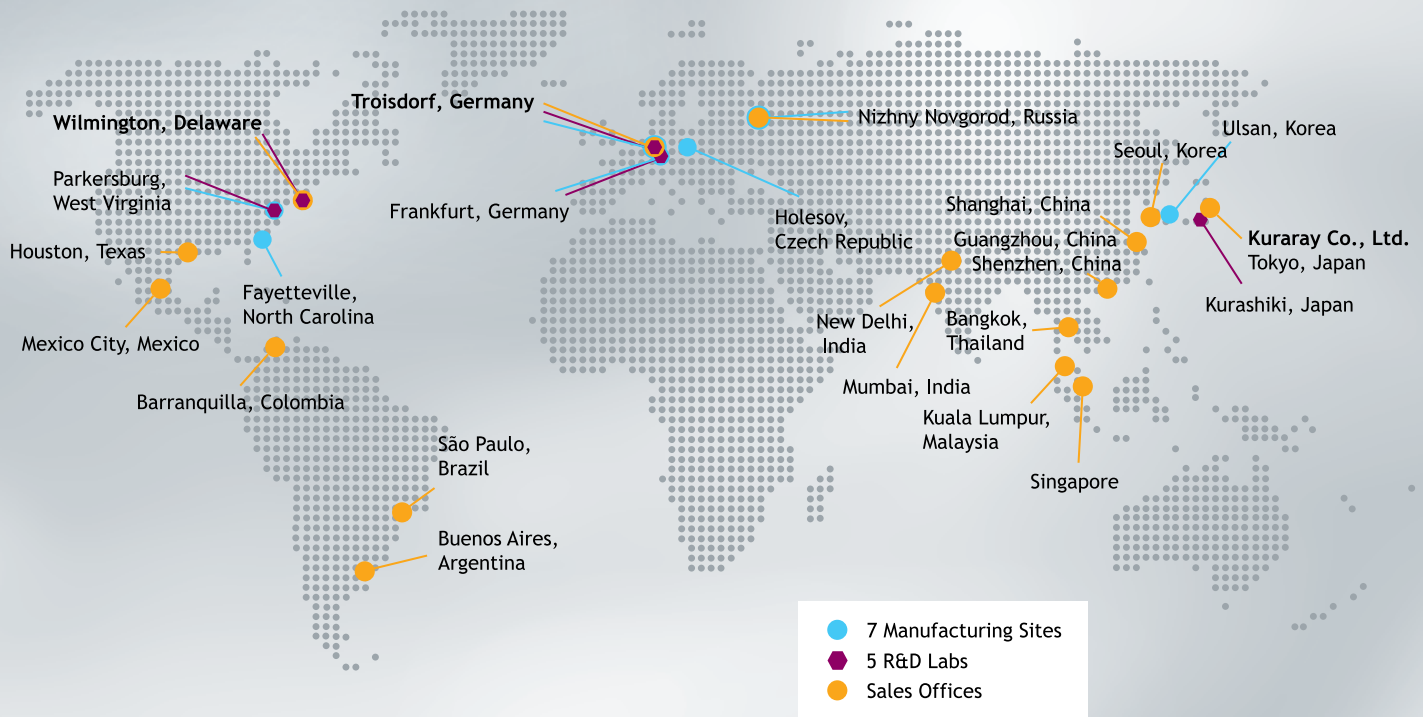 Troisdorf, Germany
Wilmington, Delaware
Nizhny Novgorod, Russia
Ulsan, Korea
Seoul, Korea
Parkersburg,
West Virginia
Frankfurt, Germany
Holesov,
Czech Republic
Shanghai, China
Guangzhou, China
Shenzhen, China
Kuraray Co., Ltd.
Tokyo, Japan
Houston, Texas
Fayetteville,
North Carolina
Kurashiki, Japan
New Delhi,
India
Bangkok,
Thailand
Mexico City, Mexico
Mumbai, India
Barranquilla, Colombia
Kuala Lumpur,
Malaysia
São Paulo,
Brazil
Singapore
Buenos Aires,
Argentina
7 Manufacturing Sites
5 R&D Labs
Sales Offices